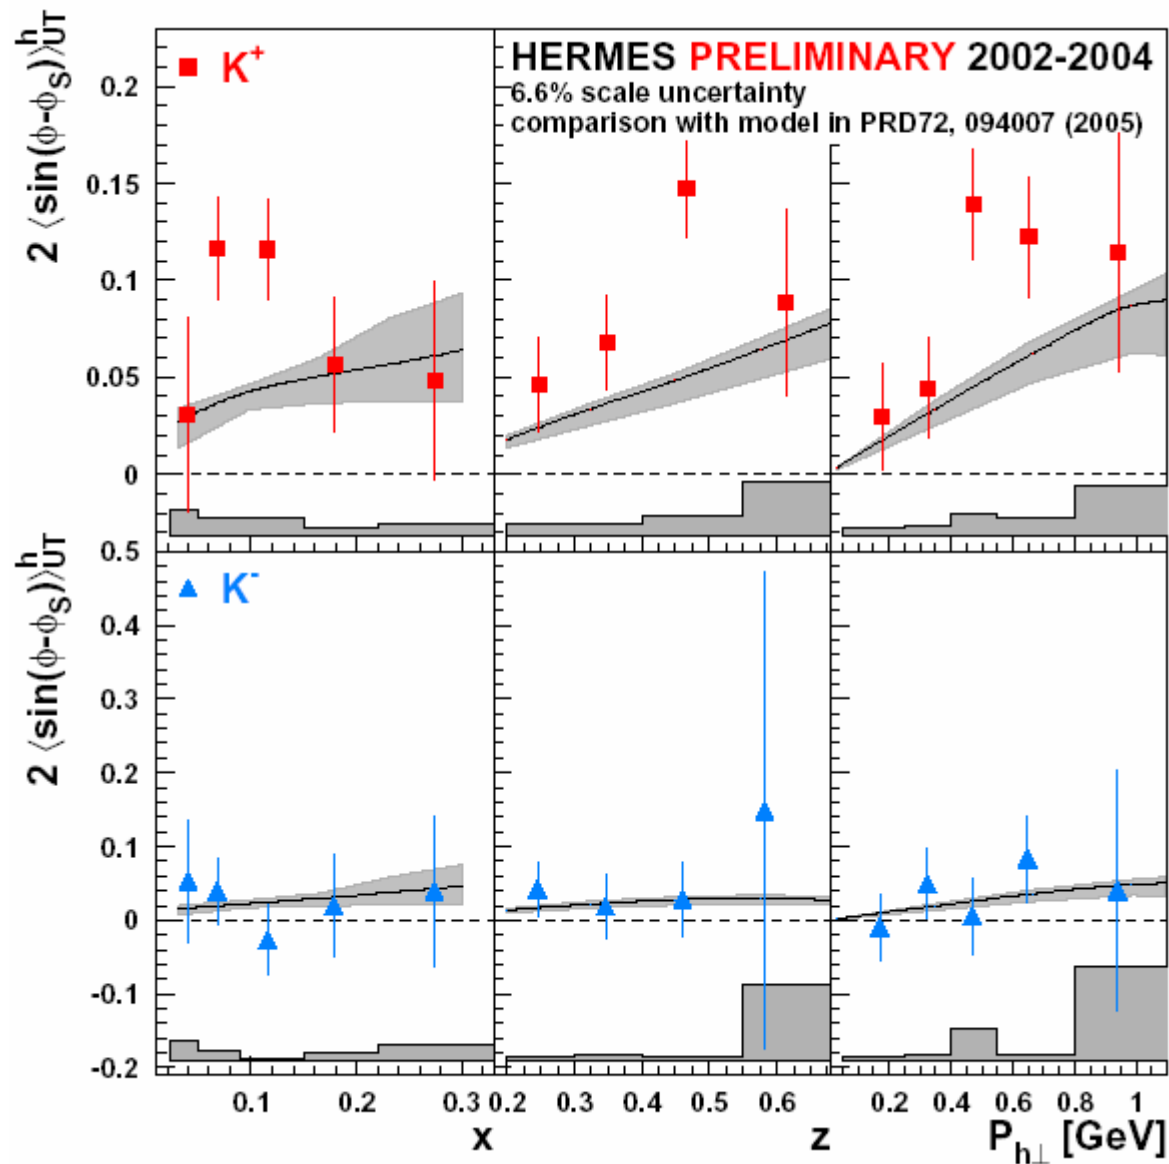 2 ⟨sin(ϕ-ϕS)⟩hUT
K+
HERMES PRELIMINARY 2002-2004
6.6% scale uncertainty
comparison with model in PRD72, 094007 (2005)
0.2
0.15
0.1
0.05
0
2 ⟨sin(ϕ-ϕS)⟩hUT
K-
0.5
0.4
0.3
0.2
0.1
0
-0.1
-0.2
0.1 0.2 0.3 0.2 0.3 0.4 0.5 0.6 0.2 0.4 0.6 0.8 1
x z Ph⊥ [GeV]